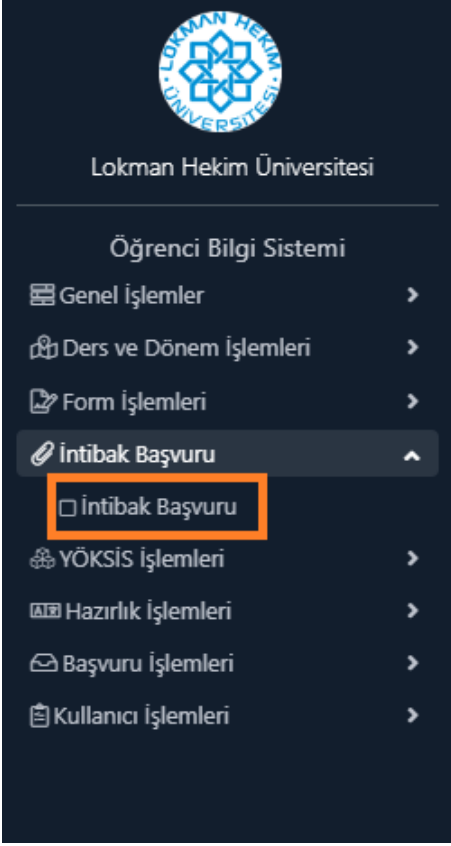 LOKMAN HEKİM ÜNİVERSİTESİ
Lokman Hekim Üniversitesi
Öğrenci Bilgi Sistemi
Genel İşlemler
Ders ve Dönem İşlemleri
Form İşlemleri
İntibak Başvuru
İntibak Başvuru
YÖKSİS İşlemleri
Hazırlık İşlemleri
Başvuru İşlemleri
Kullanıcı İşlemleri